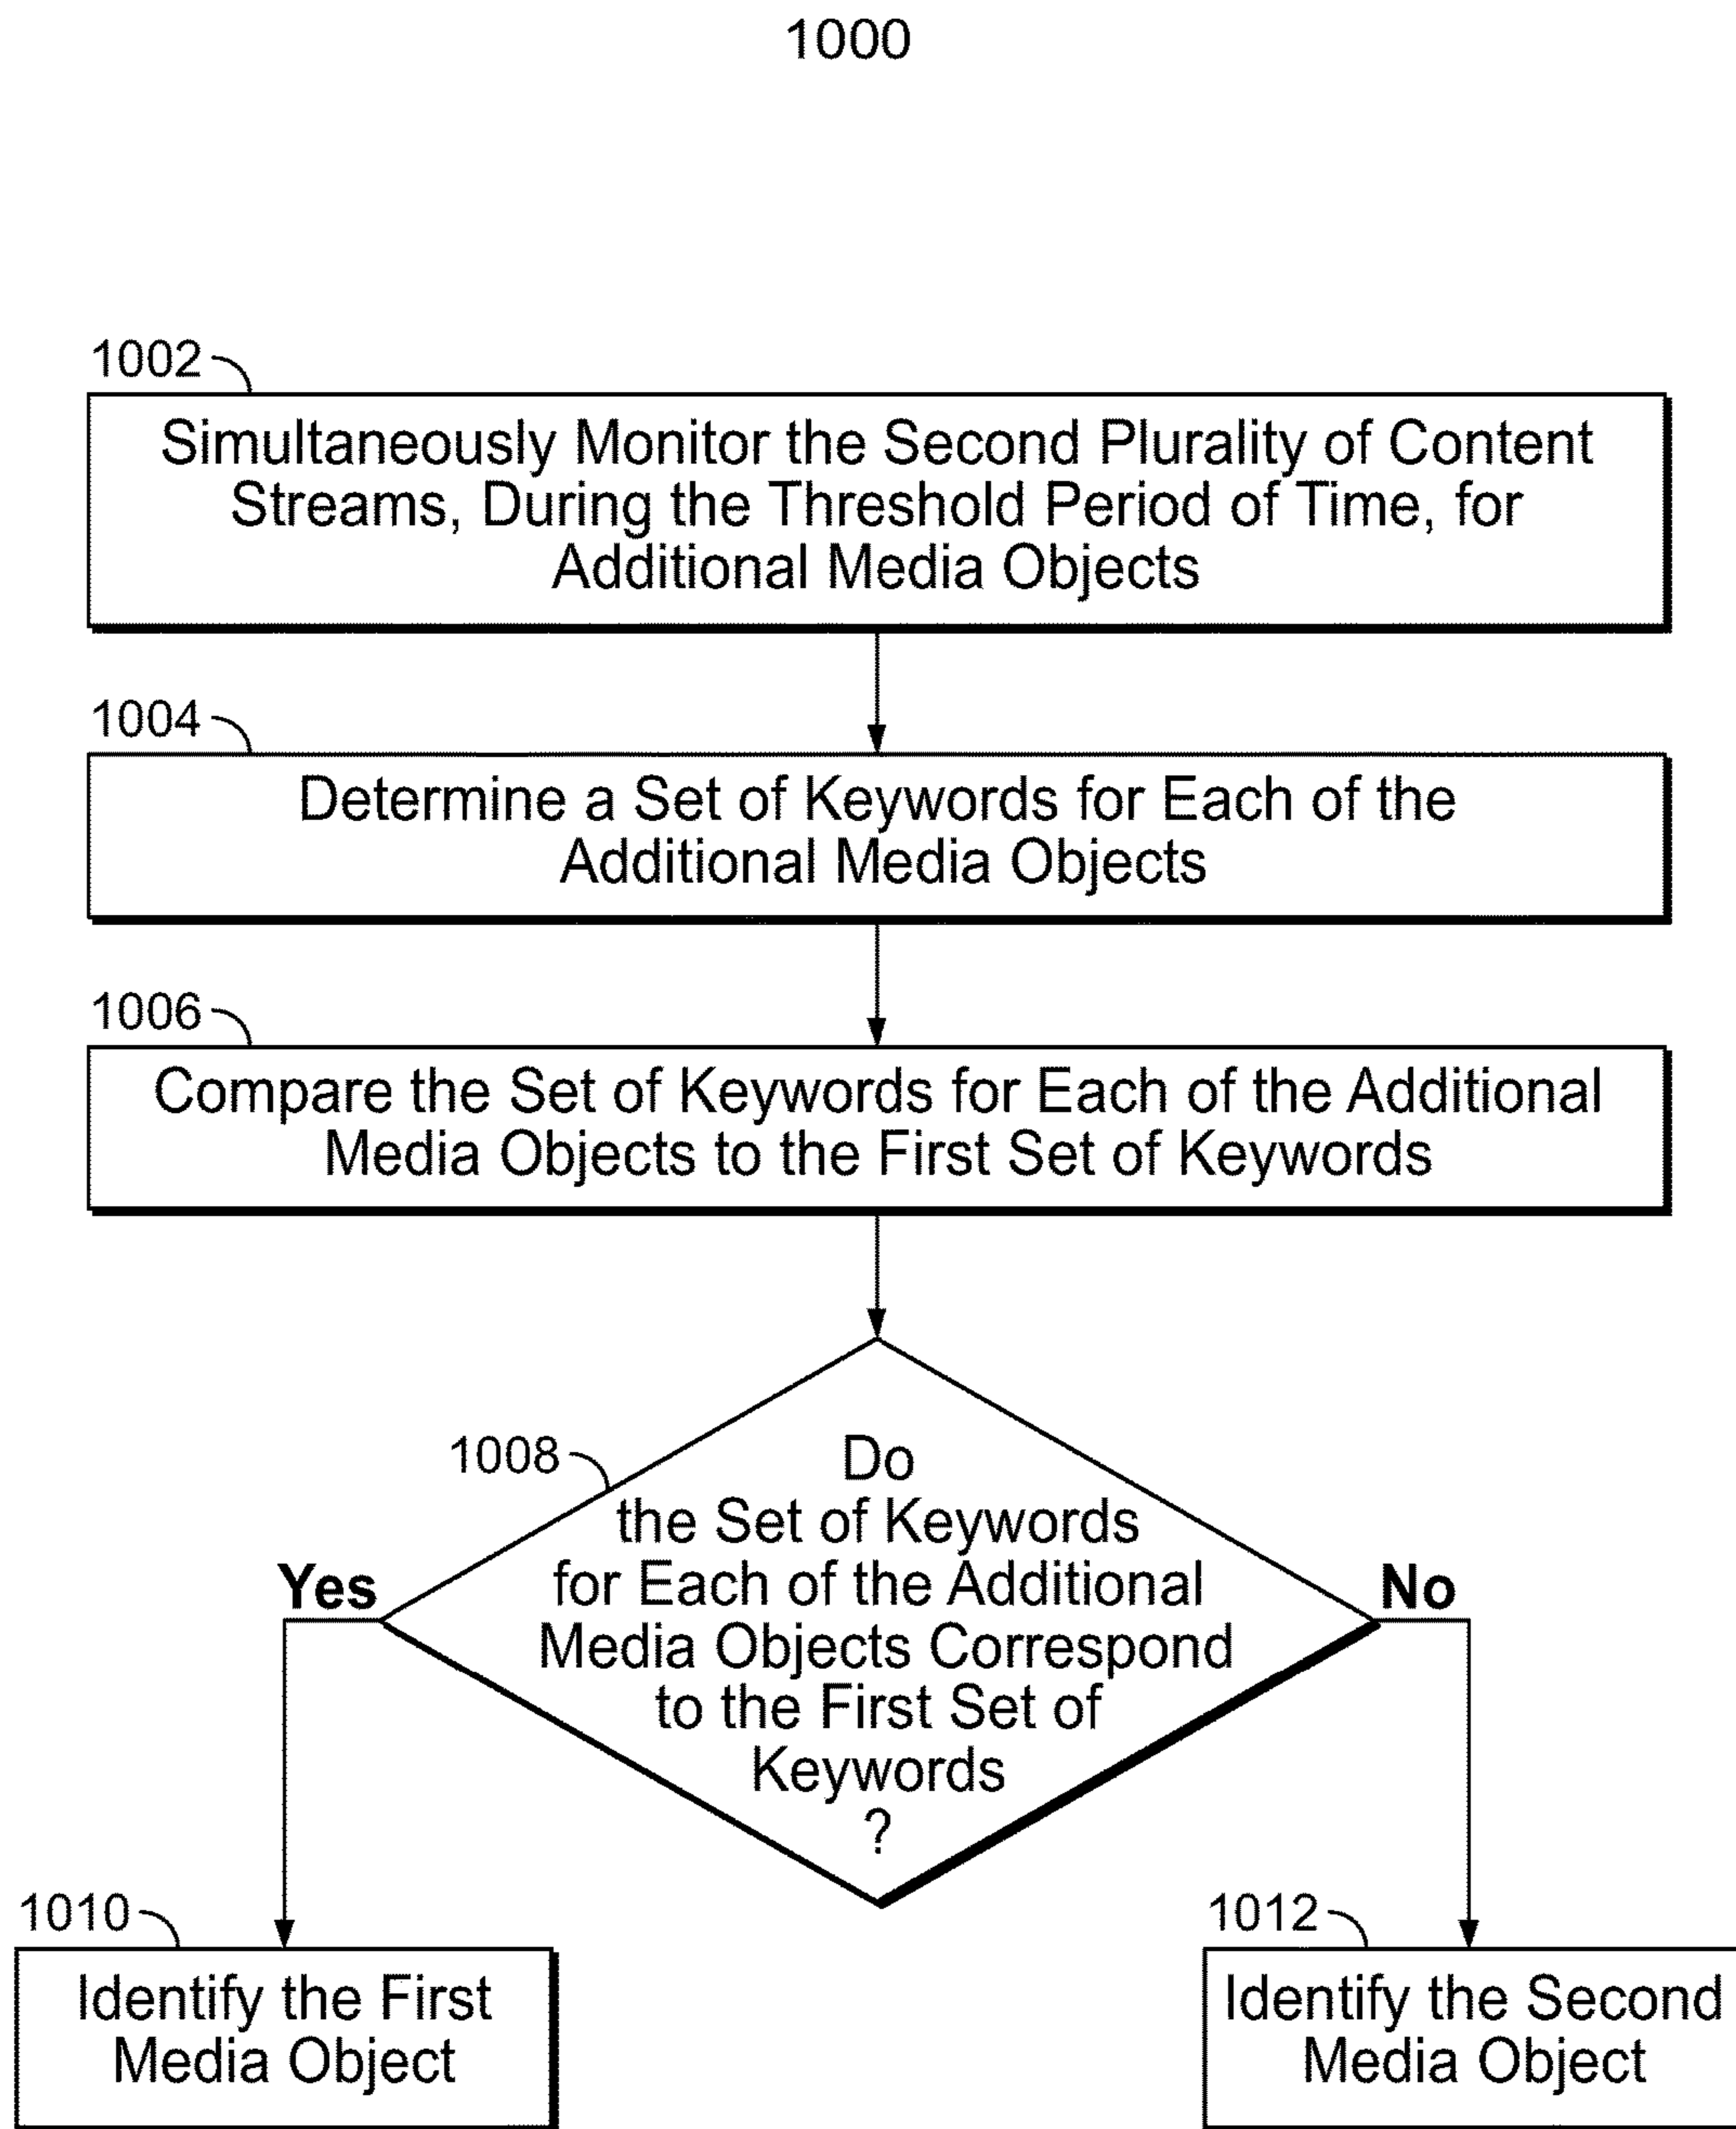 1000
1002
Simultaneously Monitor the Second Plurality of Content
Streams, During the Threshold Period of Time, for
Additional Media Objects
1004
Determine a Set of Keywords for Each of the
Additional Media Objects
1006
Compare the Set of Keywords for Each of the Additional
Media Objects to the First Set of Keywords
1008
Do
the Set of Keywords
for Each of the Additional
Media Objects Correspond
to the First Set of
Keywords
?
Yes
No
1010
Identify the First
Media Object
1012
Identify the Second
Media Object